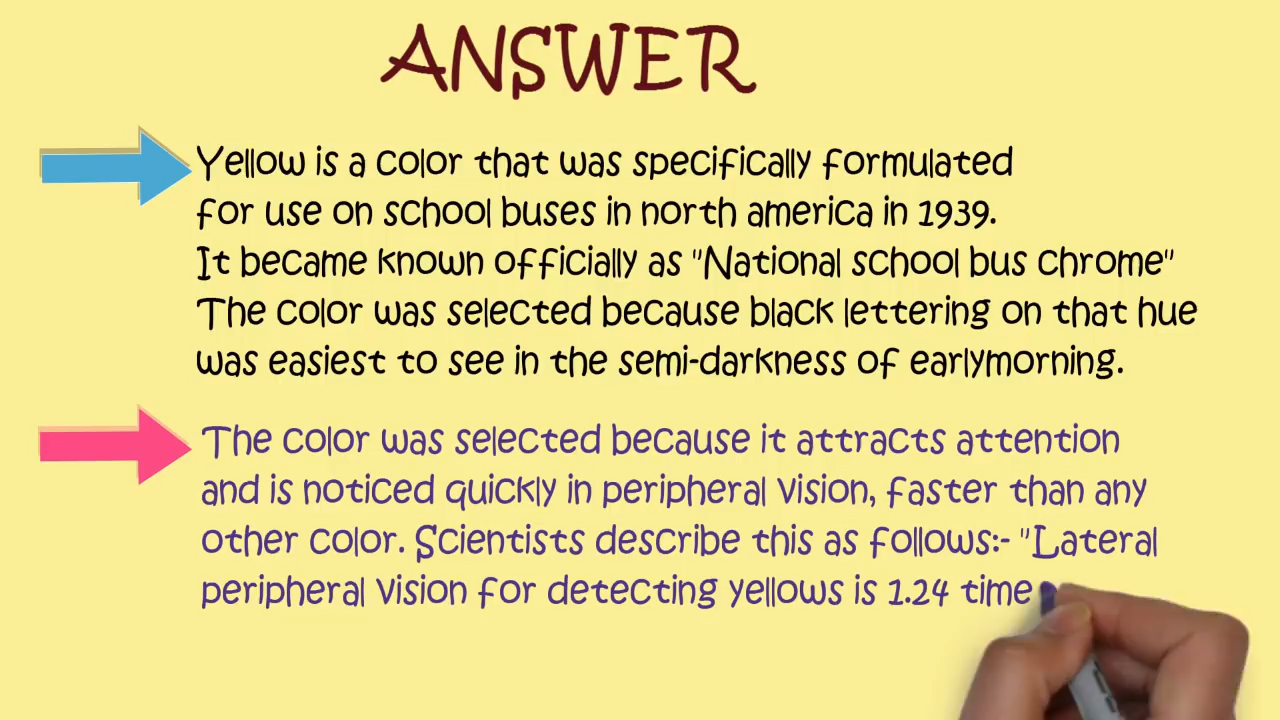 ANSWER
Yellow is a color that was specifically formulated
for use on school buses in north america in 1939.
It became known officially as "National school bus chrome"
The color was selected because black lettering on that hue
was easiest to see in the semi-darkness of earlymorning.
The color was selected because it attracts attention
and is noticed quickly in peripheral vision, faster than any
other color. Scientists describe this as follows:- "Lateral
peripheral vision for detecting yellows is 1.24 time